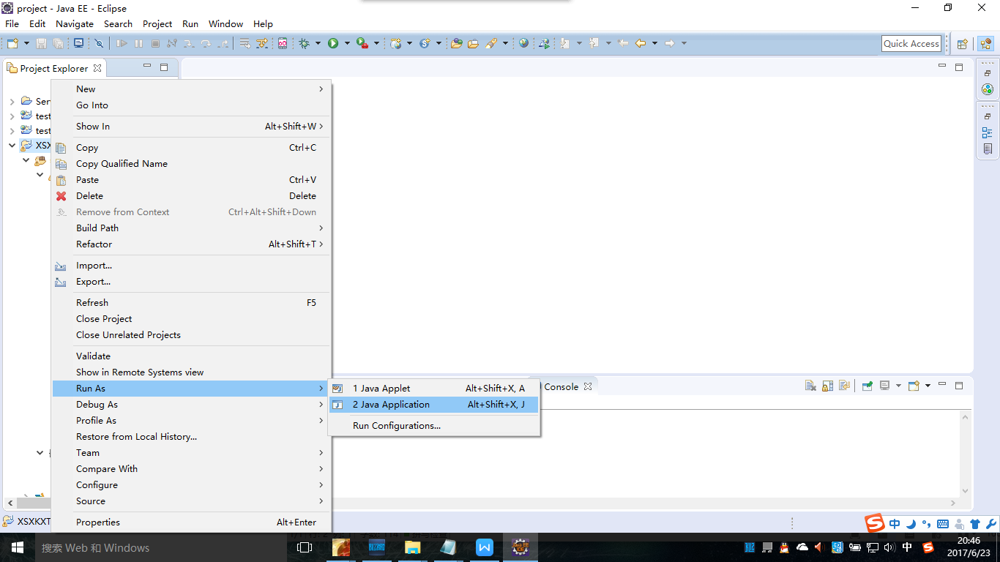 project - Java EE - Eclipse
File Edit Navigate Search Project Run Window Help
Quick Access
Project Explorer
Ser
test
test
XSX
New
Go Into
Show In Alt+Shift+W
Copy Ctrl+C
Copy Qualified Name
Paste Ctrl+V
Delete Delete
Remove from Context Ctrl+Alt+Shift+Down
Build Path
Refactor Alt+Shift+T
Import...
Export...
Refresh F5
Close Project
Close Unrelated Projects
Validate
Show in Remote Systems view
Run As
Debug As
Profile As
Restore from Local History...
Team
Compare With
Configure
Source
Properties Alt+Enter
1 Java Applet Alt+Shift+X, A
2 Java Application Alt+Shift+X, J
Run Configurations...
Console
XSXKXT
中
搜索 Web 和 Windows
中
20:46
2017/6/23